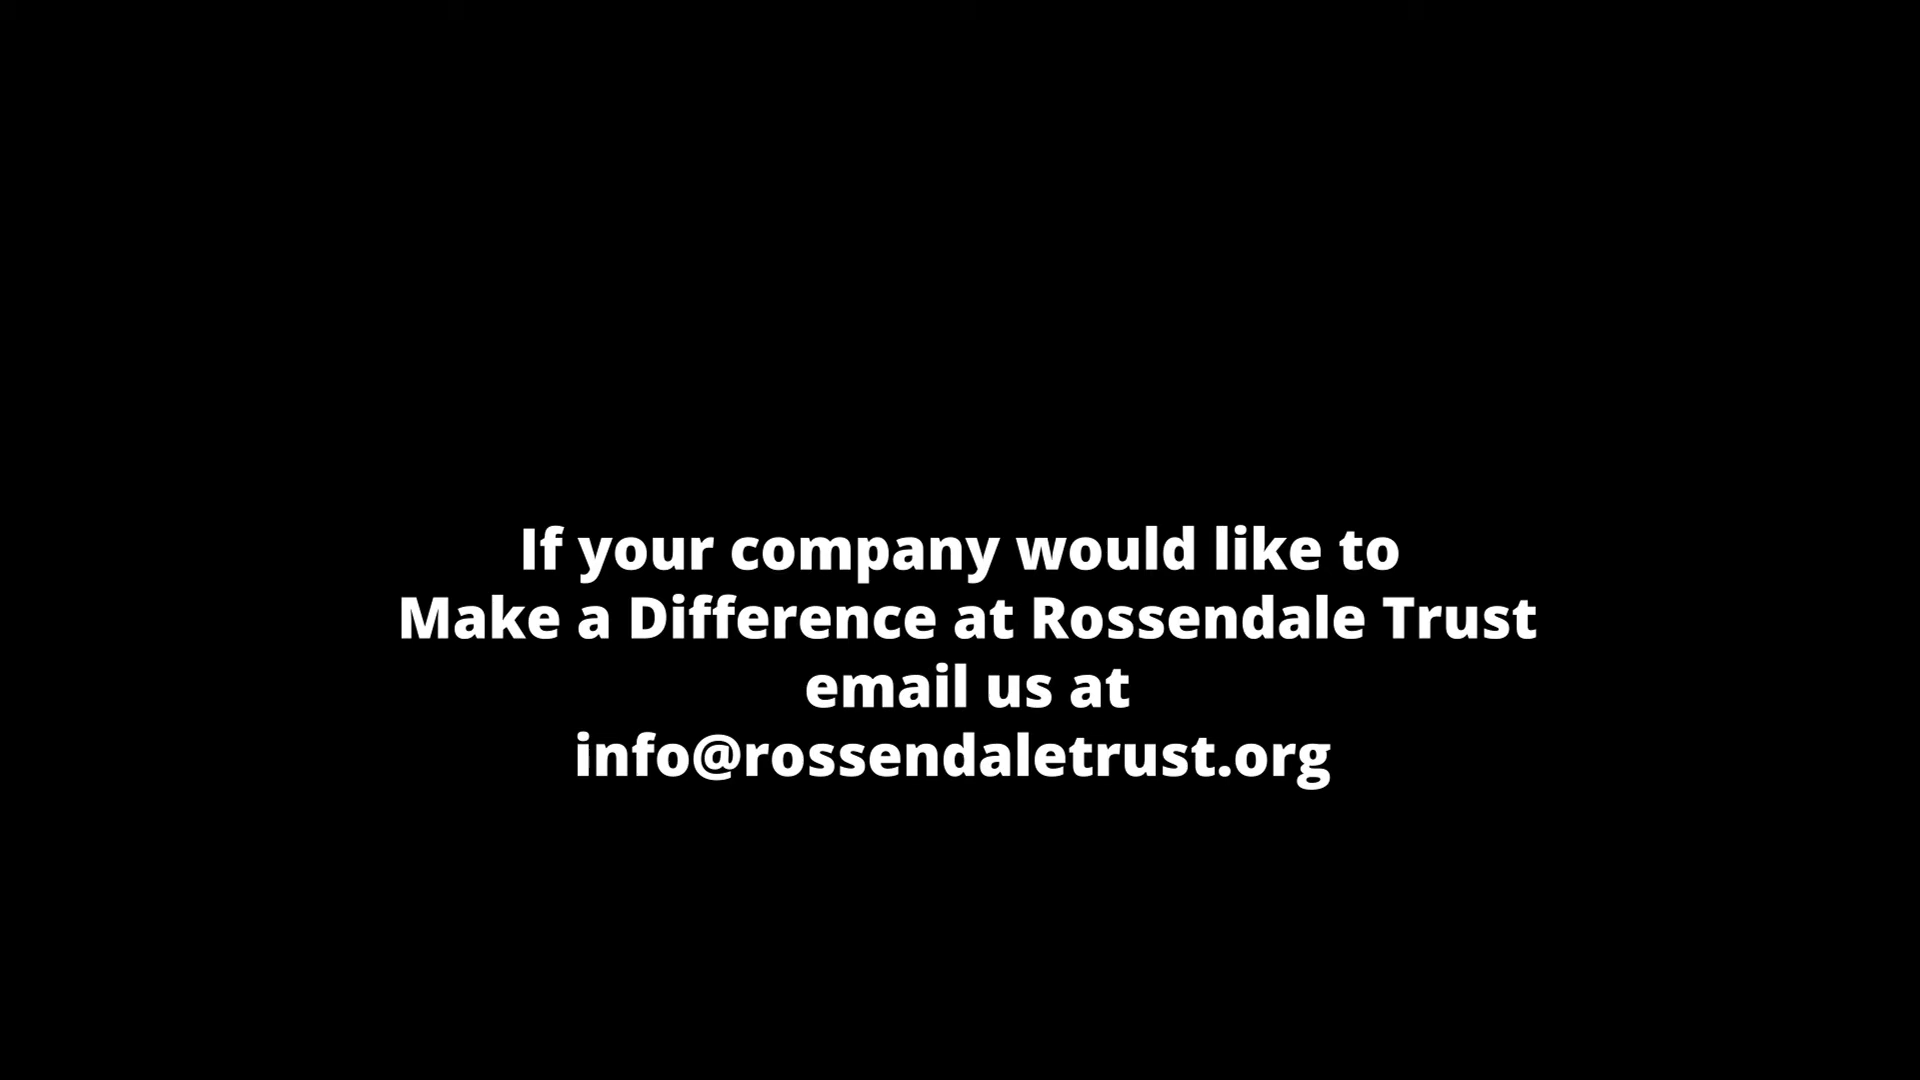 If your company would like to
Make a Difference at Rossendale Trust
email us at
info@rossendaletrust.org